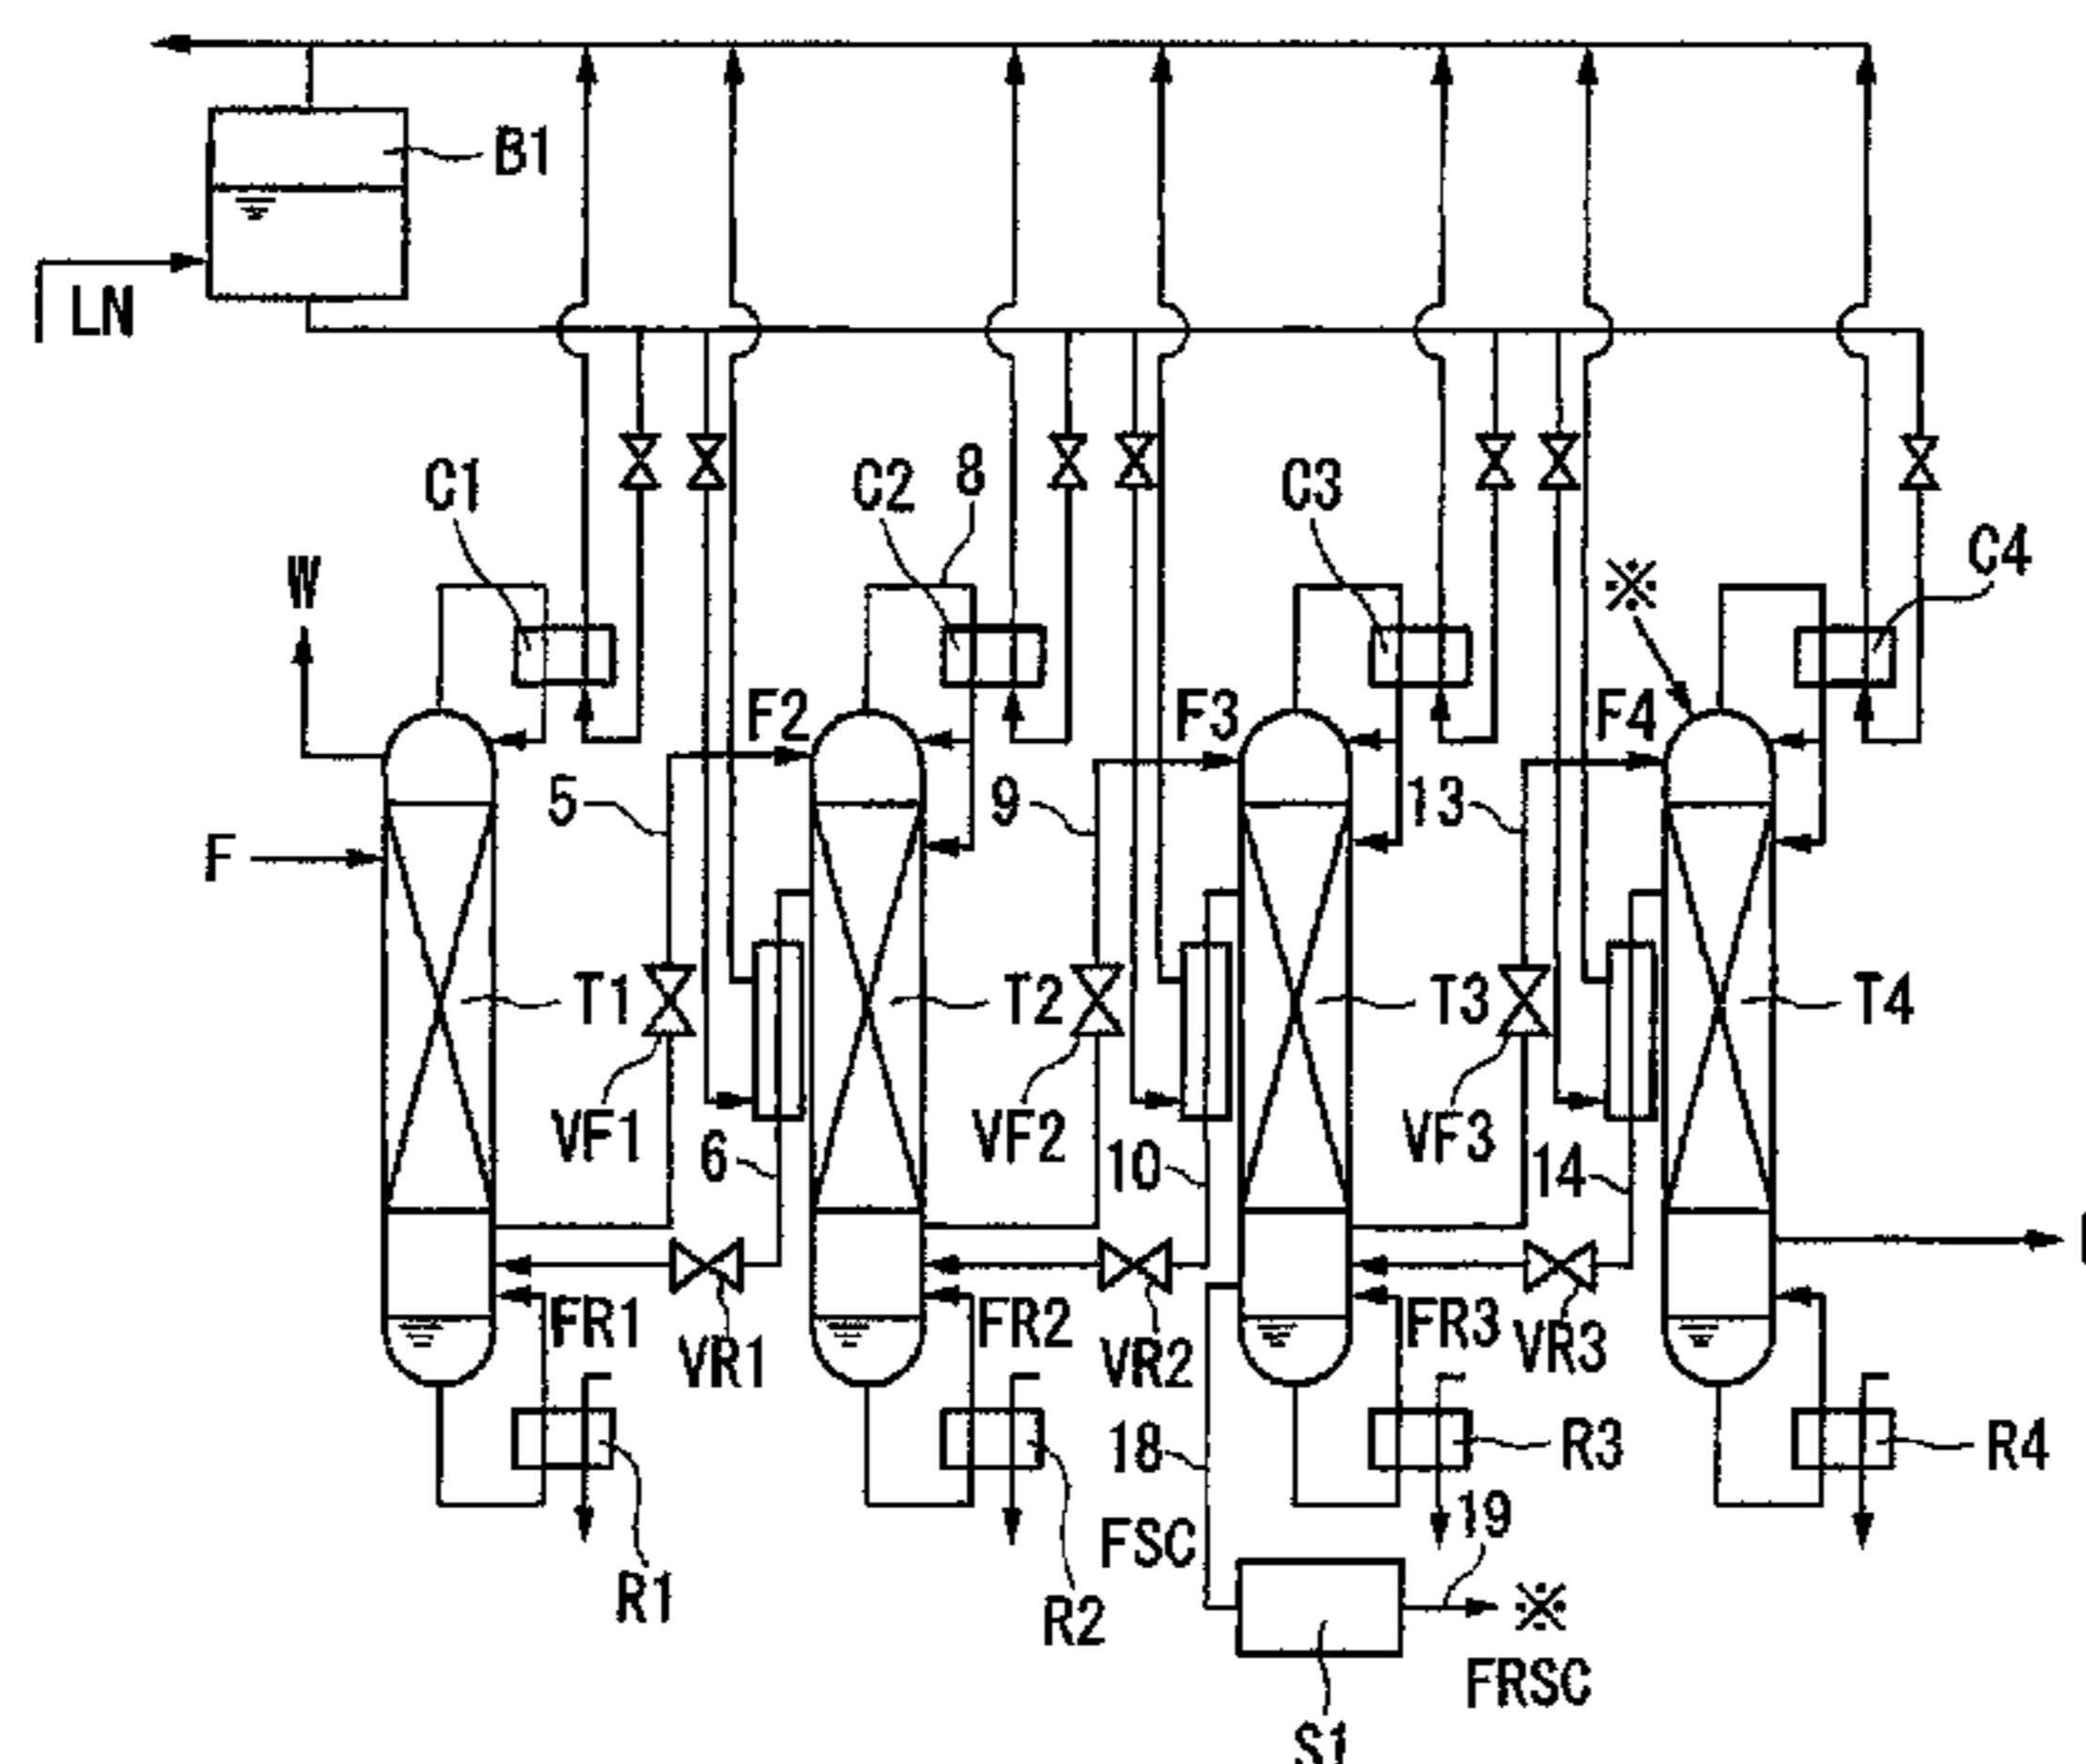 B1
LN
C1
C2
8
C3
※
C4
W
F2
F3
F4
5
9
13
F
T1
T2
T3
T4
VF1
VF2
VF3
6
10
14
FR1
VR1
FR2
VR2
FR3
VR3
18
R3
R4
FSC
19
R1
R2
※
FRSC
S1